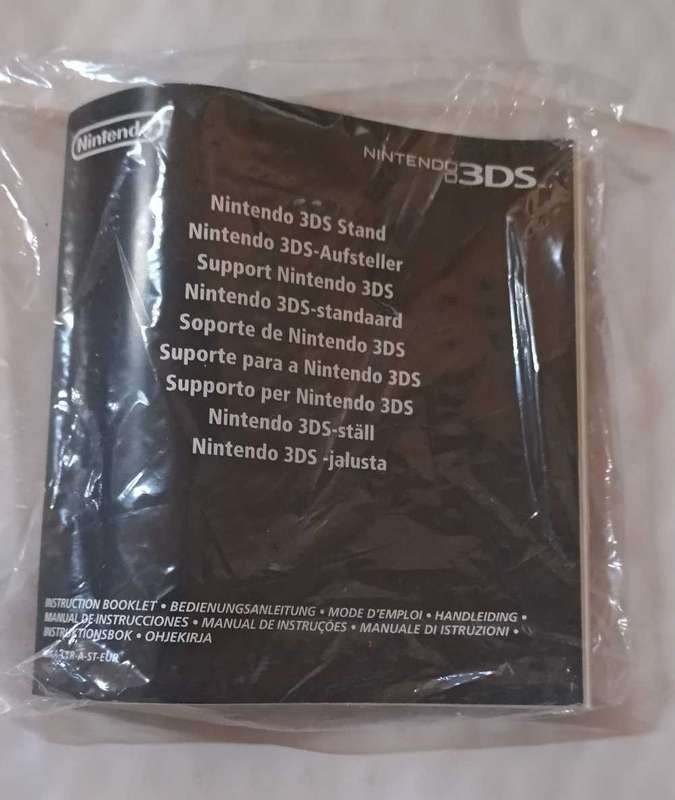 Nintendo
NINTENDO 3DS
Nintendo 3DS Stand
Nintendo 3DS-Aufsteller
Support Nintendo 3DS
Nintendo 3DS-standaard
Soporte de Nintendo 3DS
Suporte para a Nintendo 3DS
Supporto per Nintendo 3DS
Nintendo 3DS-ställ
Nintendo 3DS -jalusta
INSTRUCTION BOOKLET • BEDIENUNGSANLEITUNG • MODE D'EMPLOI • HANDLEIDING •
MANUAL DE INSTRUCCIONES • MANUAL DE INSTRUÇÕES • MANUALE DI ISTRUZIONI •
INSTRUKTIONSBOK • OHJEKIRJA